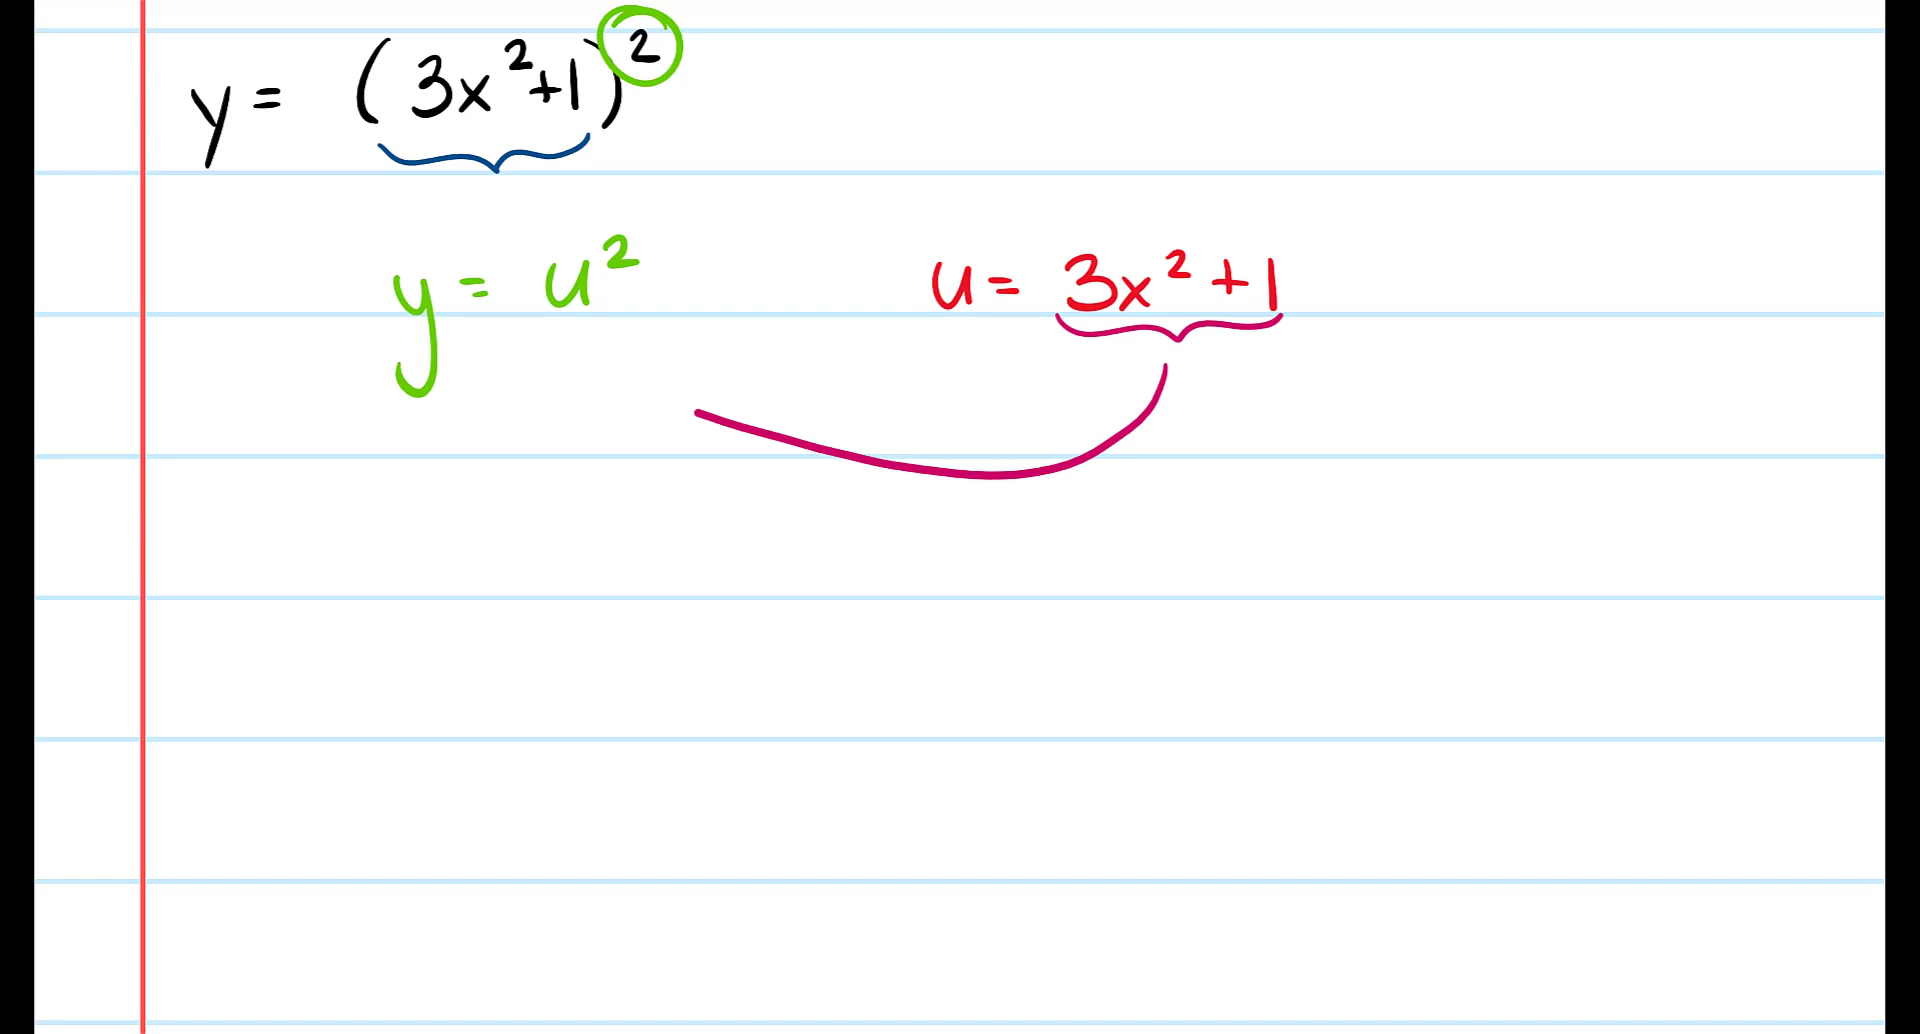 y = (3x²+1)²
y = u² u = 3x² + 1